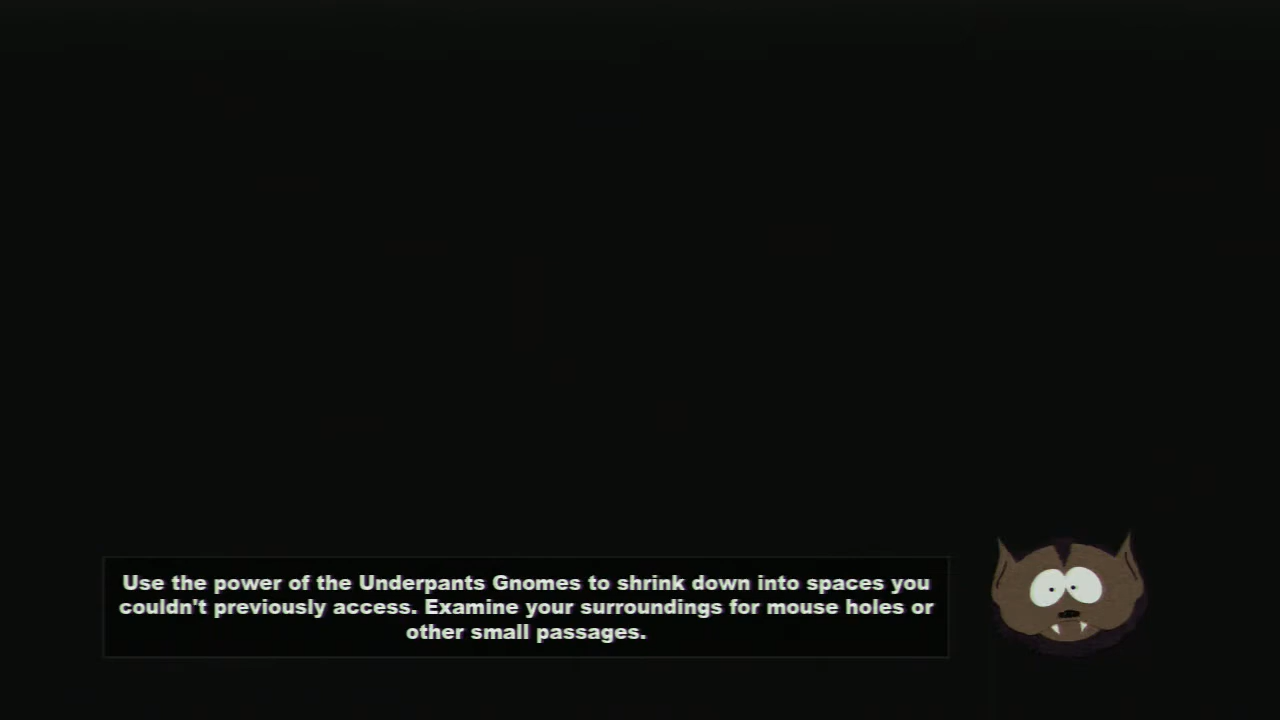 Use the power of the Underpants Gnomes to shrink down into spaces you
couldn't previously access. Examine your surroundings for mouse holes or
other small passages.